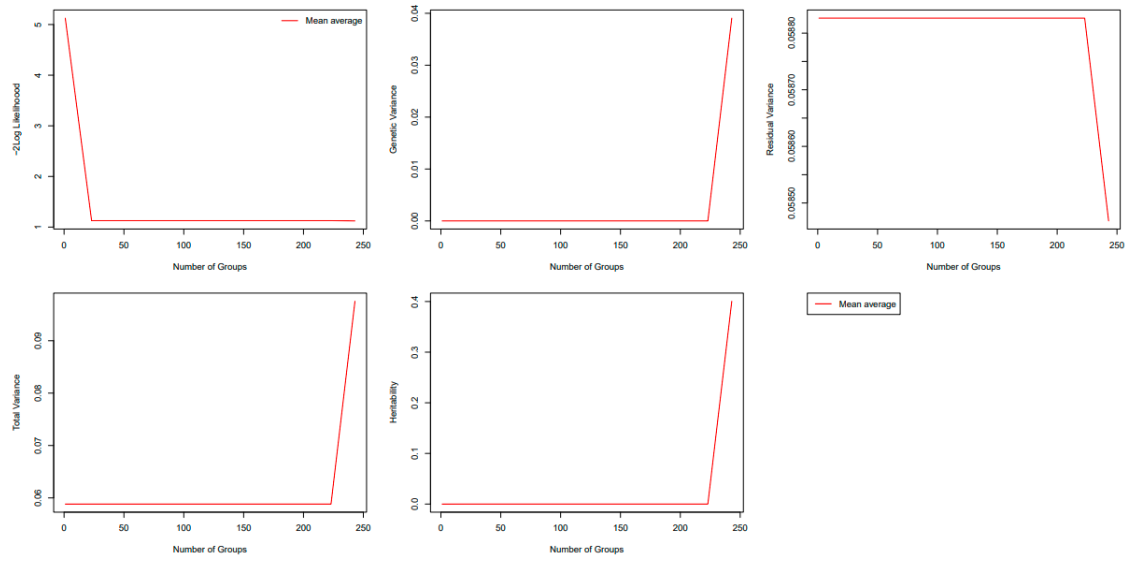 5
4
3
2
1
-2Log Likelihoood
Mean average
0 50 100 150 200 250
Number of Groups
0.04
0.03
0.02
0.01
0.00
Genetic Variance
0 50 100 150 200 250
Number of Groups
0.05880
0.05870
0.05860
0.05850
Residual Variance
0 50 100 150 200 250
Number of Groups
0.09
0.08
0.07
0.06
Total Variance
0 50 100 150 200 250
Number of Groups
0.4
0.3
0.2
0.1
0.0
Heritability
0 50 100 150 200 250
Number of Groups
Mean average